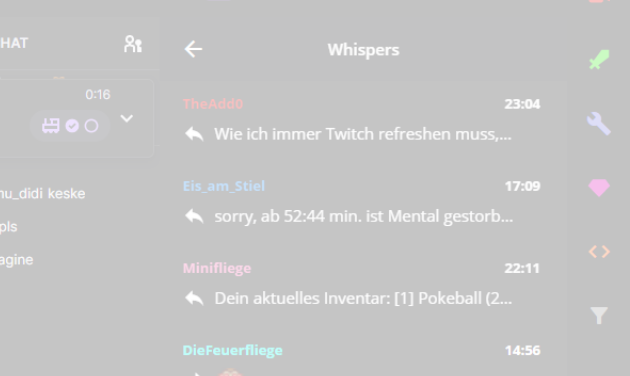 HAT
Whispers
0:16
TheAdd0 23:04
Wie ich immer Twitch refreshen muss,...
Eis_am_Stiel 17:09
nu_didi keske
sorry, ab 52:44 min. ist Mental gestorb...
pls
agine
Minifliege 22:11
Dein aktuelles Inventar: [1] Pokeball (2...
DieFeuerfliege 14:56